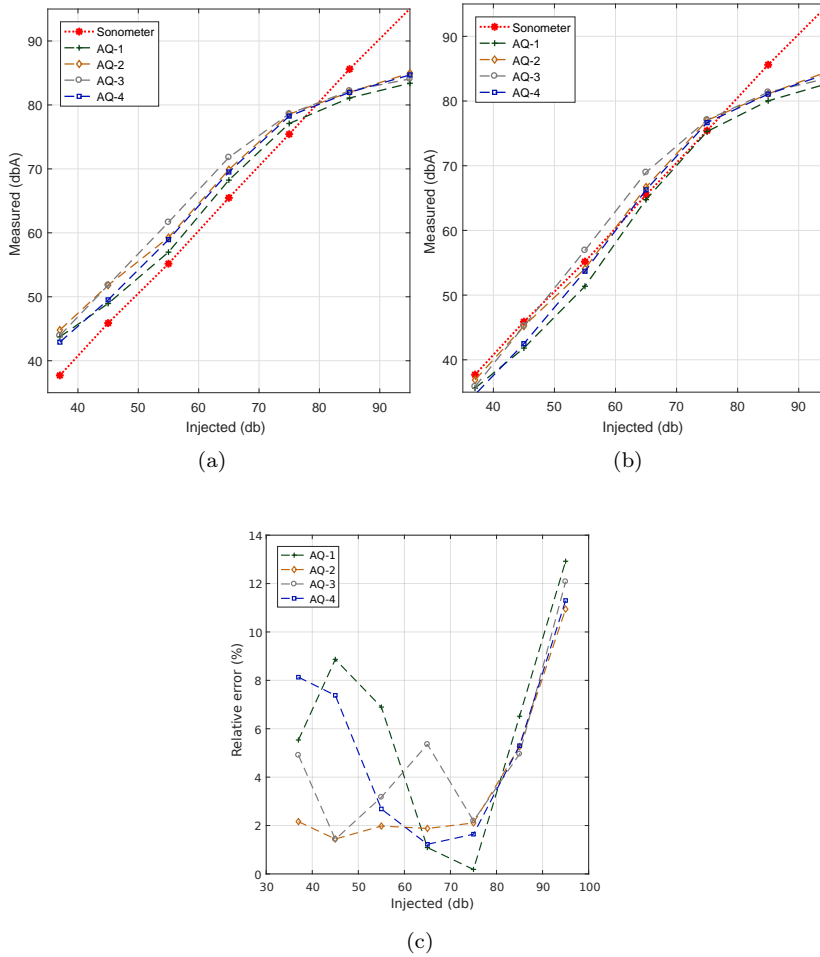 Sonometer
AQ-1
AQ-2
AQ-3
AQ-4
90
80
70
60
50
40
Measured (dbA)
40 50 60 70 80 90
Injected (db)
(a)
Sonometer
AQ-1
AQ-2
AQ-3
AQ-4
90
80
70
60
50
40
Measured (dbA)
40 50 60 70 80 90
Injected (db)
(b)
AQ-1
AQ-2
AQ-3
AQ-4
14
12
10
8
6
4
2
0
Relative error (%)
30 40 50 60 70 80 90 100
Injected (db)
(c)